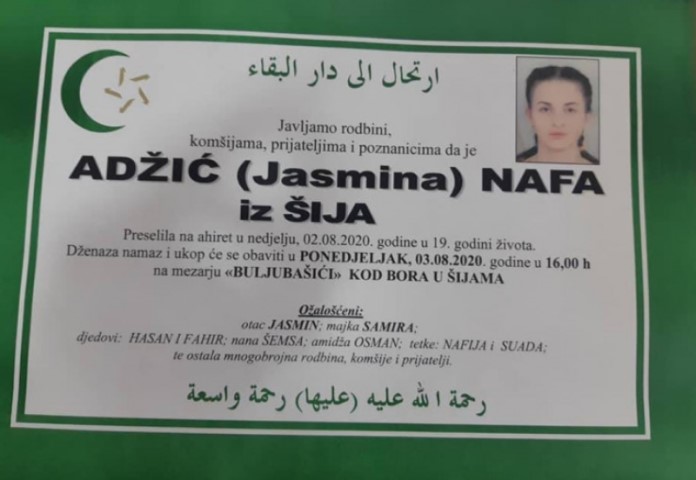 ارتحال الى دار البقاء
Javljamo rodbini,
komšijama, prijateljima i poznanicima da je
ADŽIĆ (Jasmina) NAFA
iz ŠIJA
Preselila na ahiret u nedjelju, 02.08.2020. godine u 19. godini života.
Dženaza namaz i ukop će se obaviti u PONEDJELJAK, 03.08.2020. godine u 16,00 h
na mezarju «BULJUBAŠIĆI» KOD BORA U ŠIJAMA
Ožalošćeni:
otac JASMIN; majka SAMIRA;
djedovi: HASAN I FAHIR; nana ŠEMSA; amidža OSMAN; tetke: NAFIJA i SUADA;
te ostala mnogobrojna rodbina, komšije i prijatelji.
رحمة الله عليه (عليها) رحمة واسعة